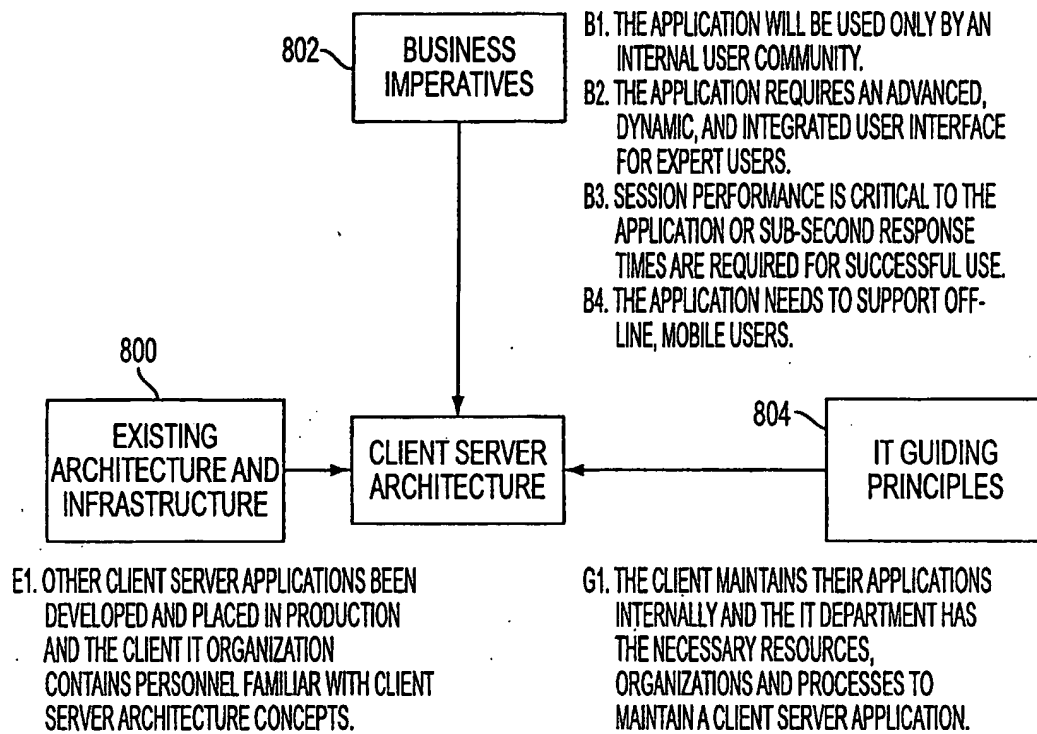 802
BUSINESS
IMPERATIVES
B1. THE APPLICATION WILL BE USED ONLY BY AN
INTERNAL USER COMMUNITY.
B2. THE APPLICATION REQUIRES AN ADVANCED,
DYNAMIC, AND INTEGRATED USER INTERFACE
FOR EXPERT USERS.
B3. SESSION PERFORMANCE IS CRITICAL TO THE
APPLICATION OR SUB-SECOND RESPONSE
TIMES ARE REQUIRED FOR SUCCESSFUL USE.
B4. THE APPLICATION NEEDS TO SUPPORT OFF-
LINE, MOBILE USERS.
800
EXISTING
ARCHITECTURE AND
INFRASTRUCTURE
CLIENT SERVER
ARCHITECTURE
804
IT GUIDING
PRINCIPLES
E1. OTHER CLIENT SERVER APPLICATIONS BEEN
DEVELOPED AND PLACED IN PRODUCTION
AND THE CLIENT IT ORGANIZATION
CONTAINS PERSONNEL FAMILIAR WITH CLIENT
SERVER ARCHITECTURE CONCEPTS.
G1. THE CLIENT MAINTAINS THEIR APPLICATIONS
INTERNALLY AND THE IT DEPARTMENT HAS
THE NECESSARY RESOURCES,
ORGANIZATIONS AND PROCESSES TO
MAINTAIN A CLIENT SERVER APPLICATION.